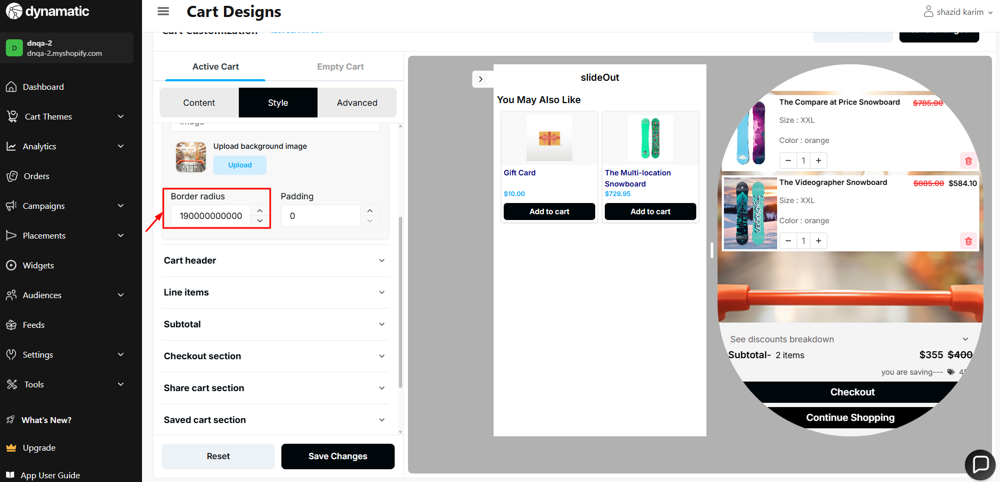 dynamatic
Cart Designs
shazid karim
D
dnqa-2
dnqa-2.myshopify.com
Dashboard
Cart Themes
Analytics
Orders
Campaigns
Placements
Widgets
Audiences
Feeds
Settings
Tools
What's New?
Upgrade
App User Guide
Cart Customization
Active Cart
Empty Cart
Content
Style
Advanced
Image
Upload background image
Upload
Border radius
Padding
190000000000
0
Cart header
Line items
Subtotal
Checkout section
Share cart section
Saved cart section
Reset
Save Changes
slideOut
You May Also Like
Gift Card
$10.00
Add to cart
The Multi-location
Snowboard
$729.95
Add to cart
The Compare at Price Snowboard
$785.00
Size : XXL
Color : orange
1
The Videographer Snowboard
$885.00 $584.10
Size : XXL
Color : orange
1
Hydrogen
See discounts breakdown
Subtotal- 2 items
$355 $400
you are saving---
Checkout
Continue Shopping